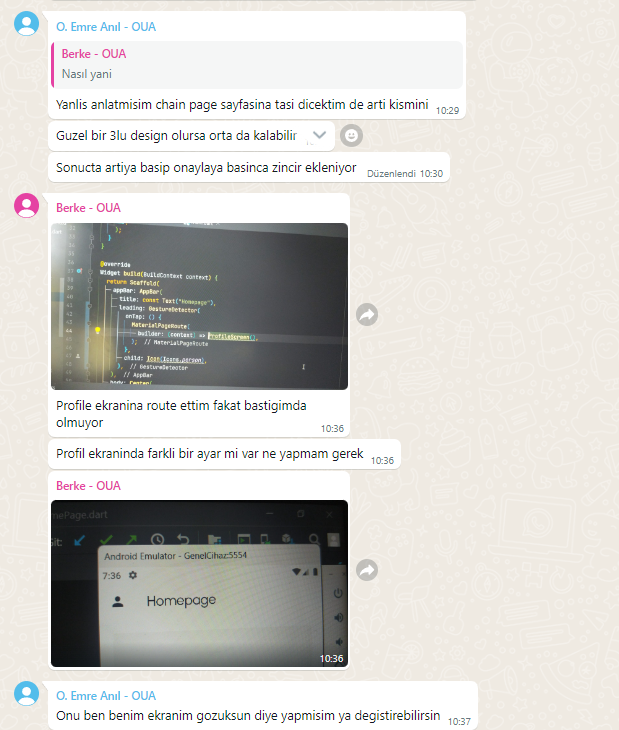 O. Emre Anıl - OUA
Berke - OUA
Nasıl yani
Yanlis anlatmisim chain page sayfasina tasi dicektim de arti kismini 10:29
Guzel bir 3lu design olursa orta da kalabilir
Sonucta artiya basip onaylaya basinca zincir ekleniyor Düzenlendi 10:30
Berke - OUA
);
}
}
@override
Widget build(BuildContext context) {
return Scaffold(
appBar: AppBar(
title: const Text("Homepage"),
leading: GestureDetector(
onTap: () {
MaterialPageRoute(
builder: (context) => ProfileScreen(),
); // MaterialPageRoute
},
child: Icon(Icons.person),
), // GestureDetector
), // AppBar
body: Center(
Profile ekranina route ettim fakat bastigimda
olmuyor 10:36
Profil ekraninda farkli bir ayar mi var ne yapmam gerek 10:36
Berke - OUA
mePage.dart
Git:
Android Emulator - GenelCihaz:5554
7:36
Homepage
10:36
O. Emre Anıl - OUA
Onu ben benim ekranim gozuksun diye yapmisim ya degistirebilirsin 10:37